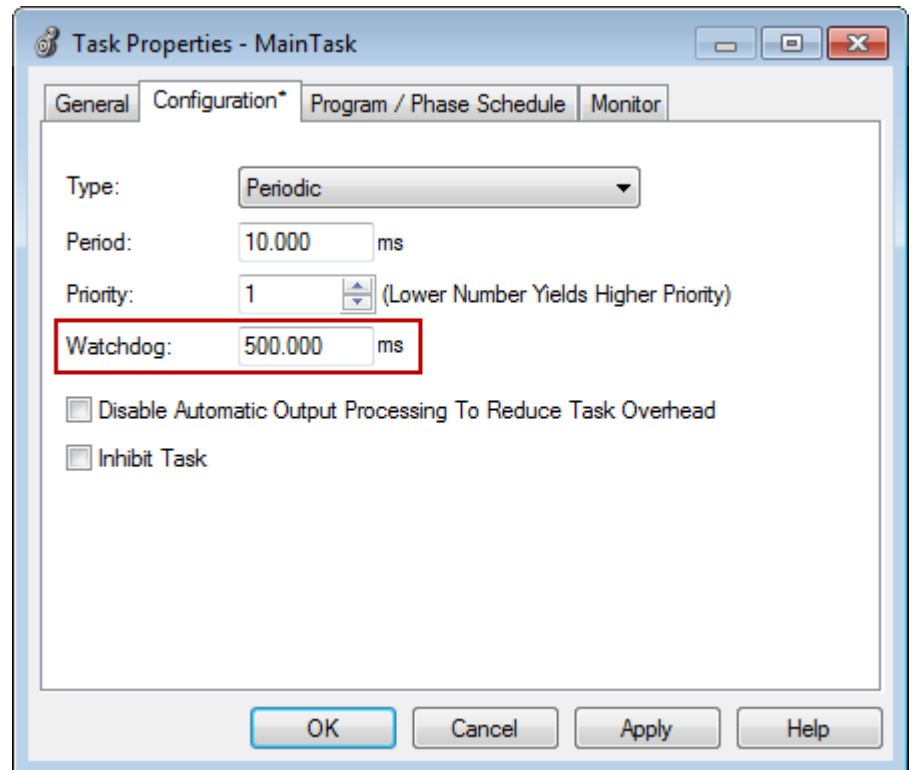 Task Properties - MainTask
General Configuration* Program / Phase Schedule Monitor
Type: Periodic
Period: 10.000 ms
Priority: 1 (Lower Number Yields Higher Priority)
Watchdog: 500.000 ms
Disable Automatic Output Processing To Reduce Task Overhead
Inhibit Task
OK Cancel Apply Help